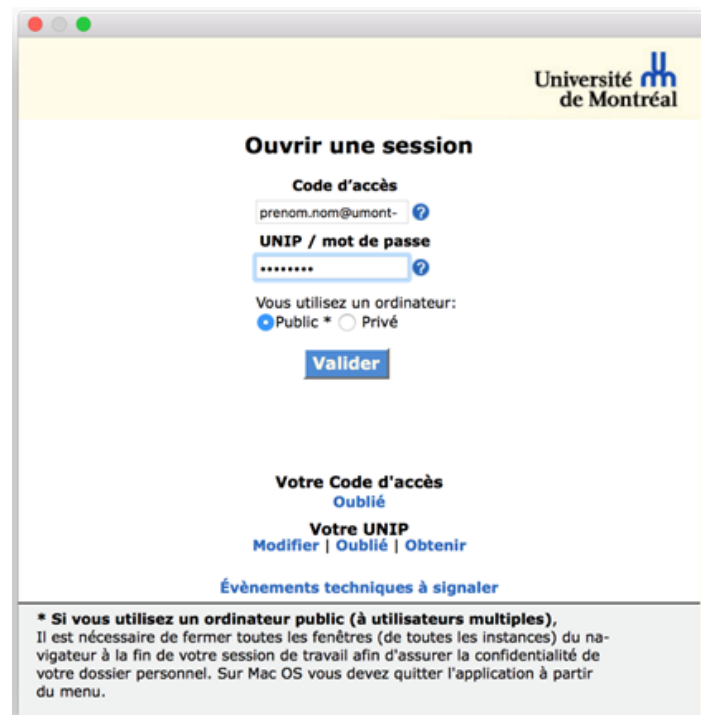 Université
de Montréal
Ouvrir une session
Code d'accès
prenom.nom@umont-
?
UNIP / mot de passe
••••••••
?
Vous utilisez un ordinateur:
Public * Privé
Valider
Votre Code d'accès
Oublié
Votre UNIP
Modifier | Oublié | Obtenir
Évènements techniques à signaler
* Si vous utilisez un ordinateur public (à utilisateurs multiples),
Il est nécessaire de fermer toutes les fenêtres (de toutes les instances) du na-
vigateur à la fin de votre session de travail afin d'assurer la confidentialité de
votre dossier personnel. Sur Mac OS vous devez quitter l'application à partir
du menu.